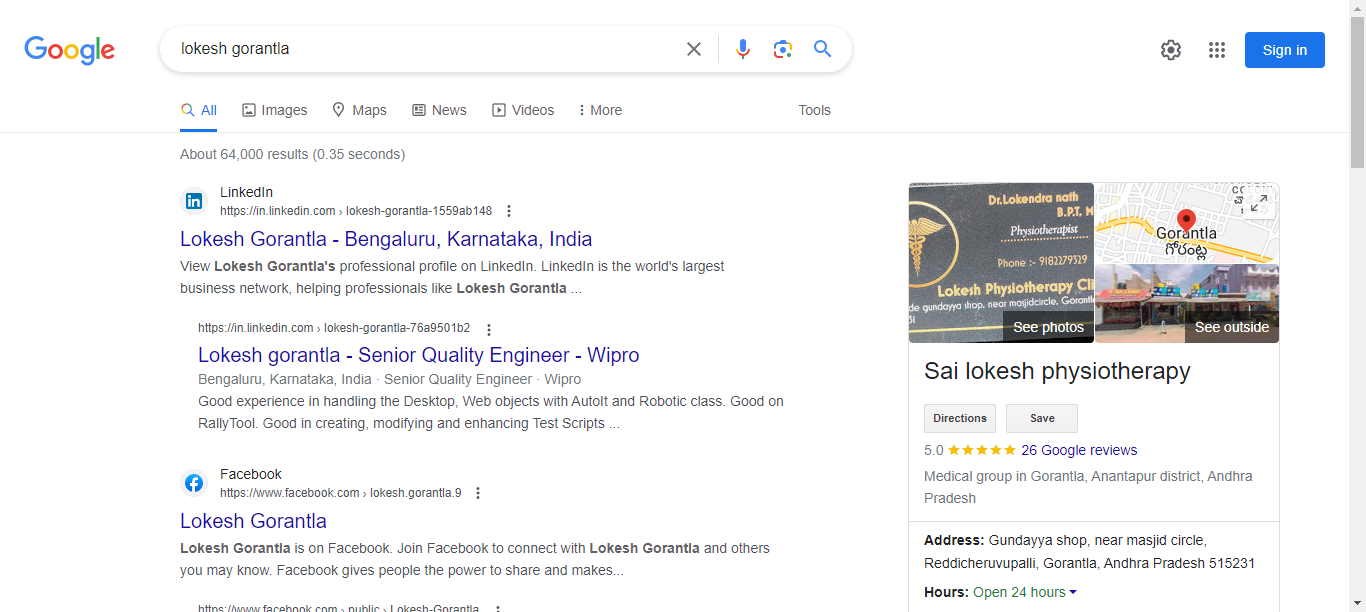 Google
lokesh gorantla
Sign in
All
Images
Maps
News
Videos
More
Tools
About 64,000 results (0.35 seconds)
LinkedIn
https://in.linkedin.com › lokesh-gorantla-1559ab148
Lokesh Gorantla - Bengaluru, Karnataka, India
View Lokesh Gorantla's professional profile on LinkedIn. LinkedIn is the world's largest
business network, helping professionals like Lokesh Gorantla ...
https://in.linkedin.com › lokesh-gorantla-76a9501b2
Lokesh gorantla - Senior Quality Engineer - Wipro
Bengaluru, Karnataka, India · Senior Quality Engineer · Wipro
Good experience in handling the Desktop, Web objects with AutoIt and Robotic class. Good on
RallyTool. Good in creating, modifying and enhancing Test Scripts ...
Facebook
https://www.facebook.com › lokesh.gorantla.9
Lokesh Gorantla
Lokesh Gorantla is on Facebook. Join Facebook to connect with Lokesh Gorantla and others
you may know. Facebook gives people the power to share and makes...
https://www.facebook.com › public › Lokesh-Gorantla
Dr.Lokendra nath
B.P.T, M
Physiotherapist
Phone :- 9182279329
Lokesh Physiotherapy Cli
de gundayya shop, near masjidcircle. Gorantl
31
See photos
Gorantla
గోరంట్ల
See outside
Sai lokesh physiotherapy
Directions
Save
5.0
26 Google reviews
Medical group in Gorantla, Anantapur district, Andhra
Pradesh
Address: Gundayya shop, near masjid circle,
Reddicheruvupalli, Gorantla, Andhra Pradesh 515231
Hours: Open 24 hours